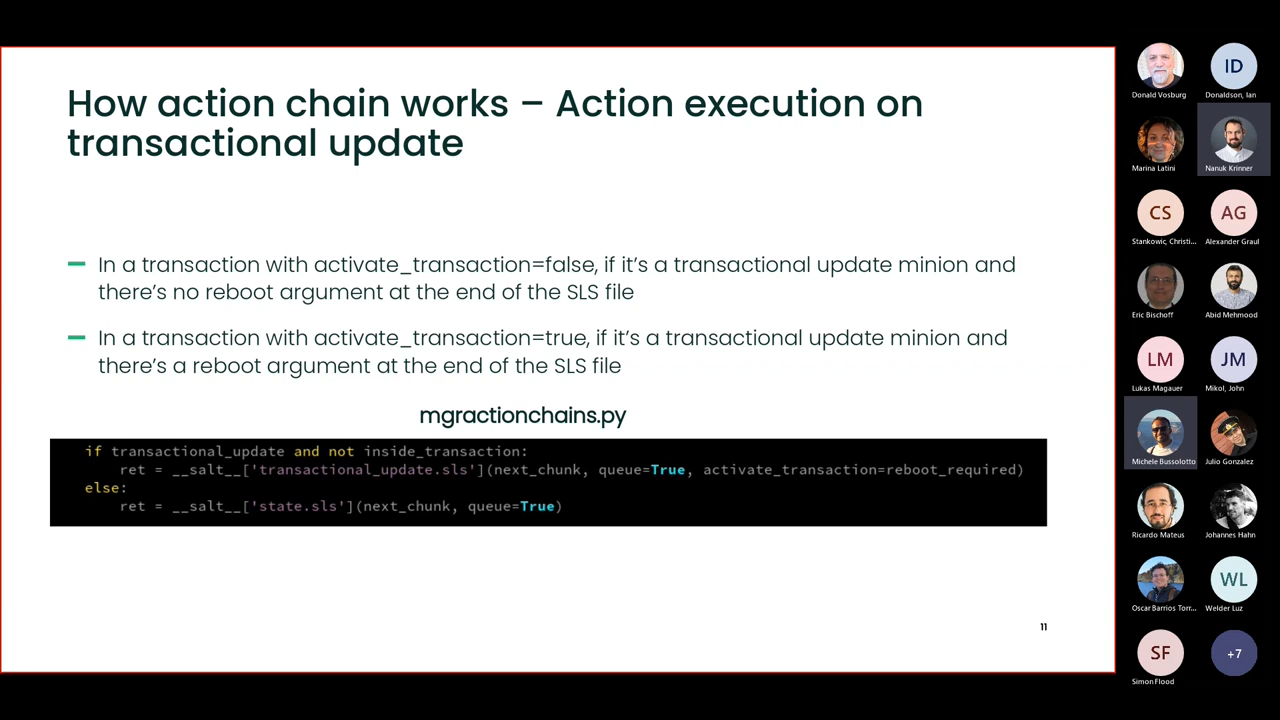 How action chain works – Action execution on
transactional update
In a transaction with activate_transaction=false, if it's a transactional update minion and
there's no reboot argument at the end of the SLS file
In a transaction with activate_transaction=true, if it's a transactional update minion and
there's a reboot argument at the end of the SLS file
mgractionchains.py
if transactional_update and not inside_transaction:
ret = __salt__['transactional_update.sls'](next_chunk, queue=True, activate_transaction=reboot_required)
else:
ret = __salt__['state.sls'](next_chunk, queue=True)
11
Donald Vosburg
ID
Donaldson, Ian
Marina Latini
Nanuk Krinner
CS
Stankowic, Christi...
AG
Alexander Graul
Eric Bischoff
Abid Mehmood
LM
Lukas Magauer
JM
Mikol, John
Michele Bussolotto
Julio Gonzalez
Ricardo Mateus
Johannes Hahn
Oscar Barrios Torr...
WL
Welder Luz
SF
Simon Flood
+7